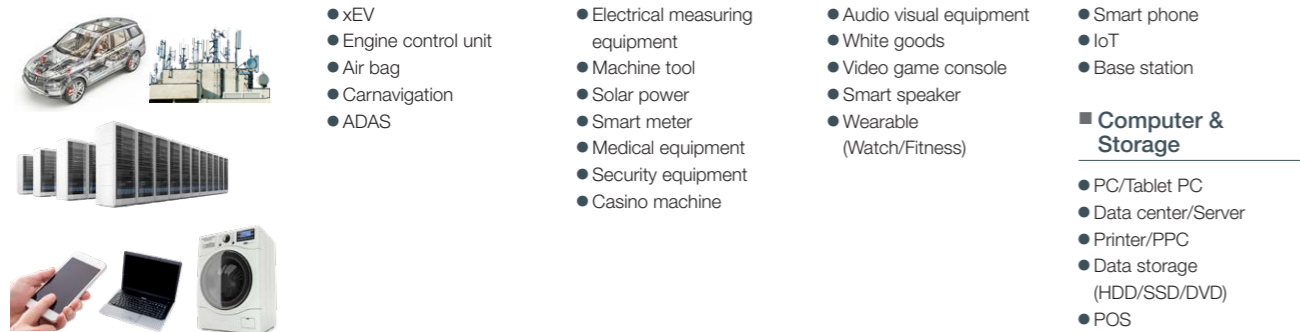 ● xEV
● Engine control unit
● Air bag
● Carnavigation
● ADAS
● Electrical measuring
equipment
● Machine tool
● Solar power
● Smart meter
● Medical equipment
● Security equipment
● Casino machine
● Audio visual equipment
● White goods
● Video game console
● Smart speaker
● Wearable
(Watch/Fitness)
● Smart phone
● IoT
● Base station
■ Computer &
Storage
● PC/Tablet PC
● Data center/Server
● Printer/PPC
● Data storage
(HDD/SSD/DVD)
● POS